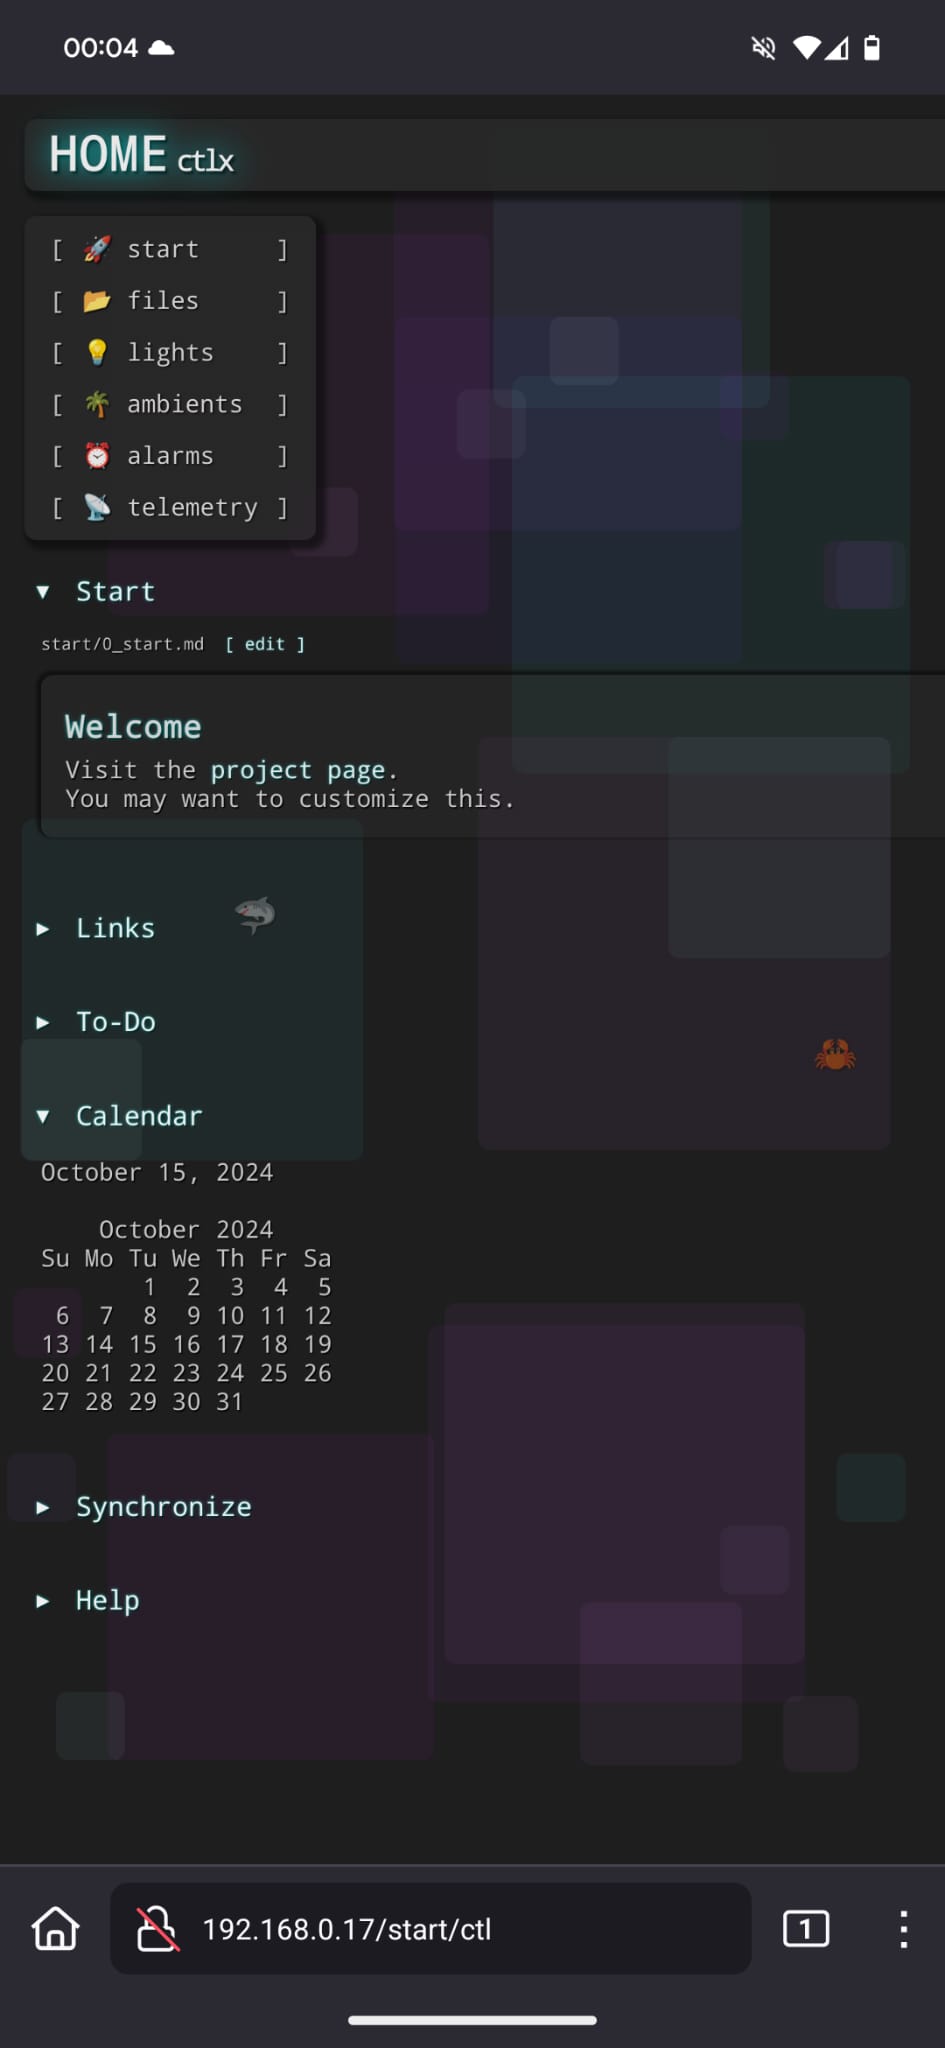 00:04
HOME ctlx
[ 🚀 start ]
[ 📂 files ]
[ 💡 lights ]
[ 🌴 ambients ]
[ ⏰ alarms ]
[ 📡 telemetry ]
▼ Start
start/0_start.md [ edit ]
Welcome
Visit the project page.
You may want to customize this.
▶ Links
▶ To-Do
▼ Calendar
October 15, 2024
October 2024
Su Mo Tu We Th Fr Sa
1 2 3 4 5
6 7 8 9 10 11 12
13 14 15 16 17 18 19
20 21 22 23 24 25 26
27 28 29 30 31
▶ Synchronize
▶ Help
192.168.0.17/start/ctl
1